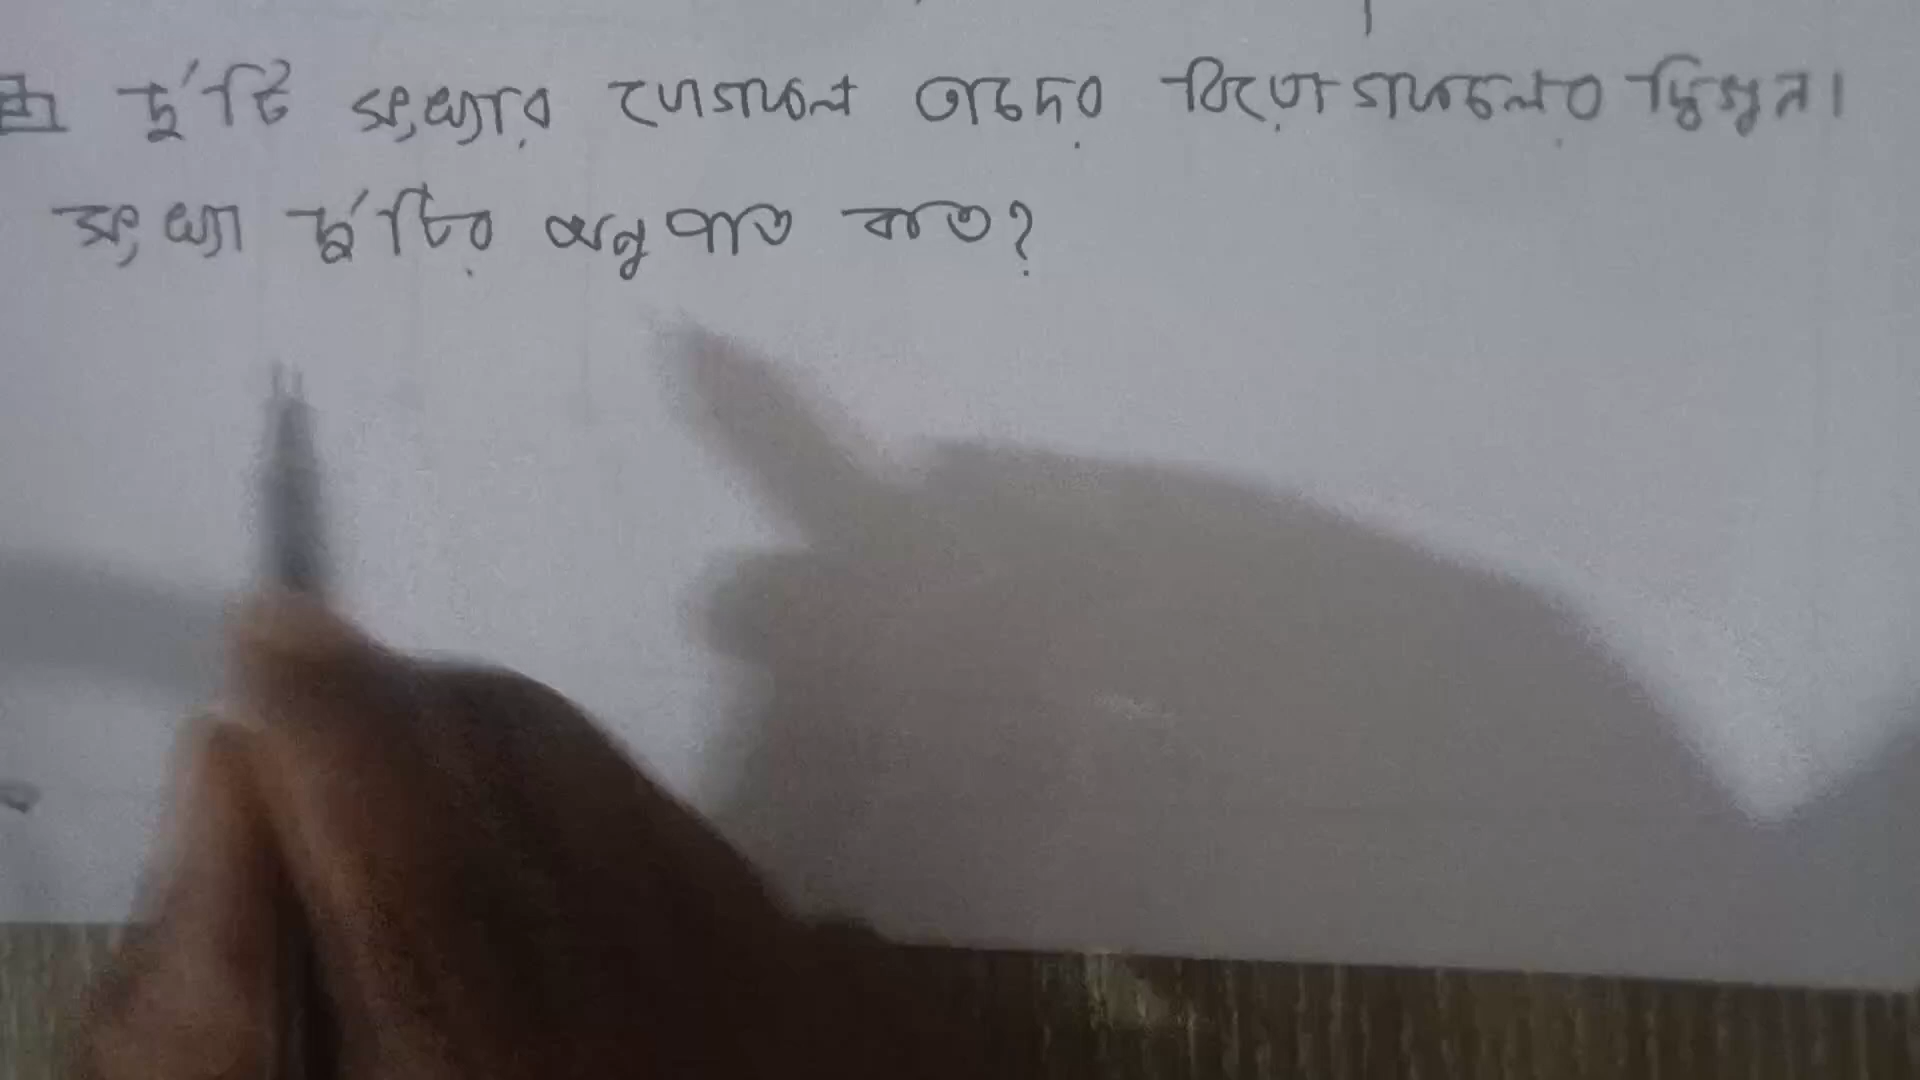 দু'টি সংখ্যার যোগফল তাদের বিয়োগফলের দ্বিগুন।
সংখ্যা দু'টির অনুপাত কত?